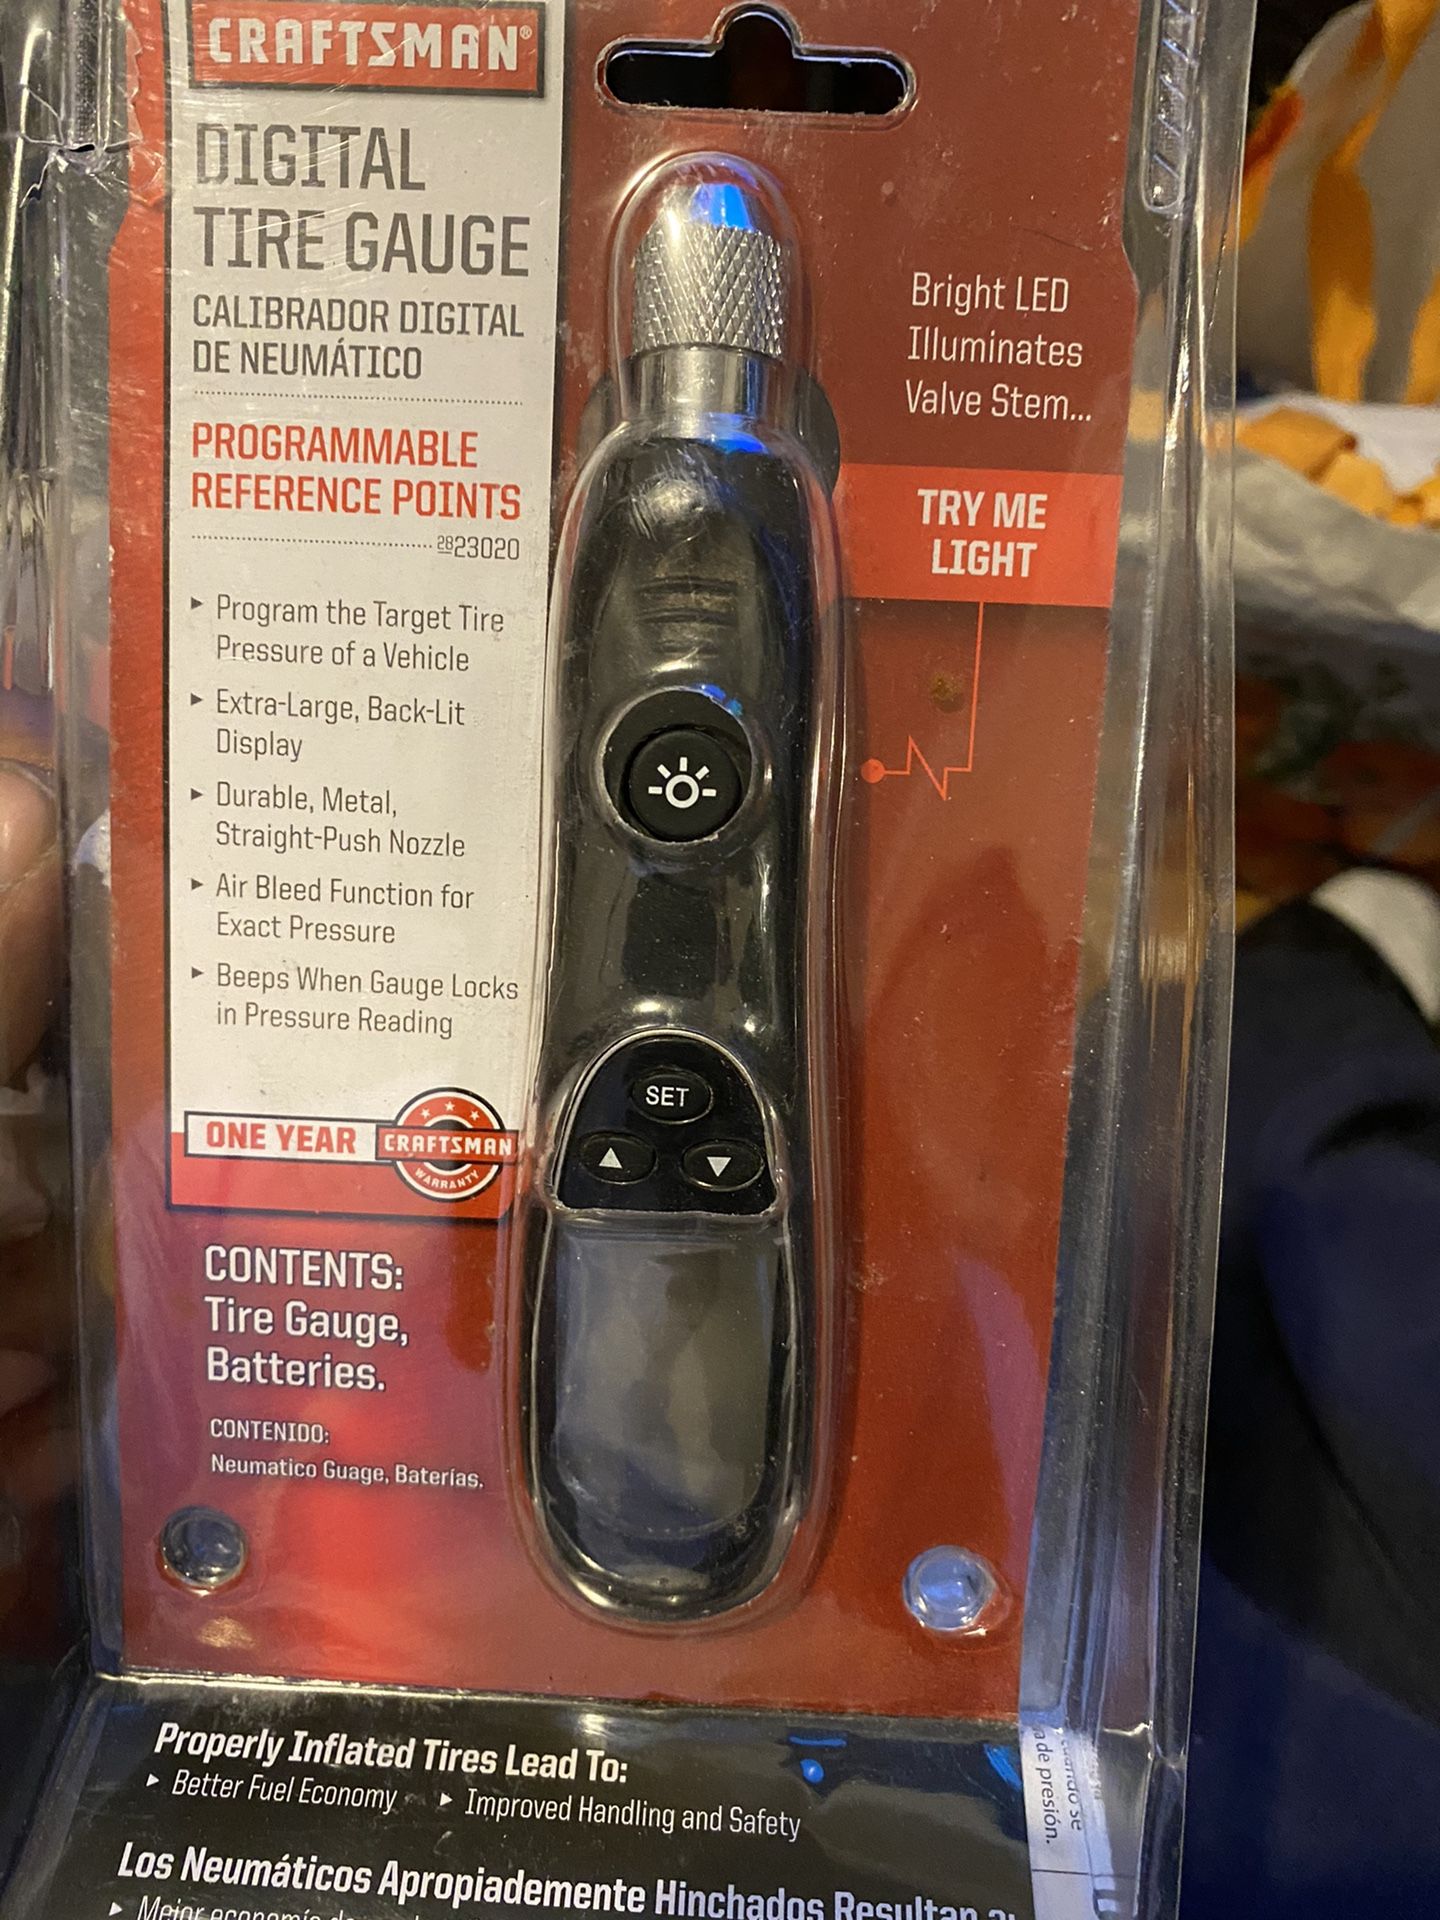 CRAFTSMAN®
DIGITAL
TIRE GAUGE
CALIBRADOR DIGITAL
DE NEUMÁTICO
PROGRAMMABLE
REFERENCE POINTS
2823020
▸ Program the Target Tire
Pressure of a Vehicle
▸ Extra-Large, Back-Lit
Display
▸ Durable, Metal,
Straight-Push Nozzle
▸ Air Bleed Function for
Exact Pressure
▸ Beeps When Gauge Locks
in Pressure Reading
ONE YEAR
CRAFTSMAN
WARRANTY
CONTENTS:
Tire Gauge,
Batteries.
CONTENIDO:
Neumatico Guage, Baterías.
Bright LED
Illuminates
Valve Stem...
TRY ME
LIGHT
SET
Properly Inflated Tires Lead To:
▸ Better Fuel Economy ▸ Improved Handling and Safety
Los Neumáticos Apropiademente Hinchados Resultan a:
▸ Mejor economía
cuando se
de presión.